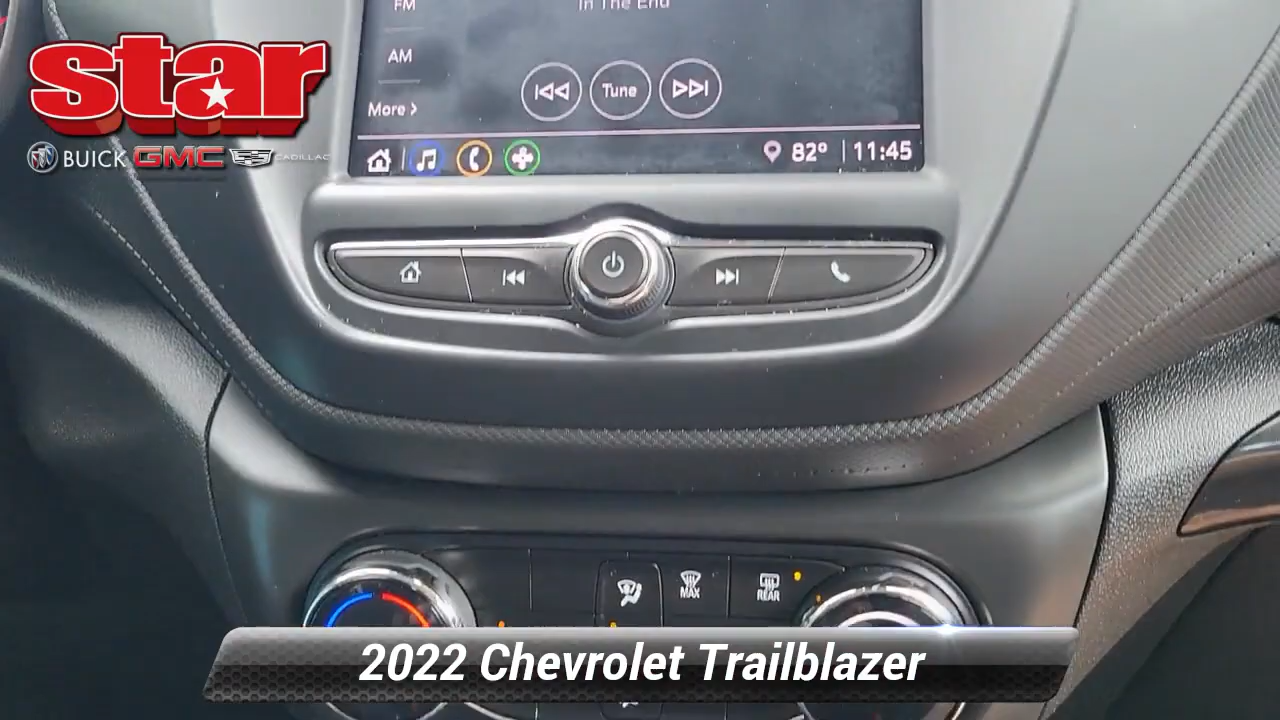 FM
In The End
AM
More >
Tune
82° 11:45
star
BUICK GMC CADILLAC
MAX
REAR
2022 Chevrolet Trailblazer